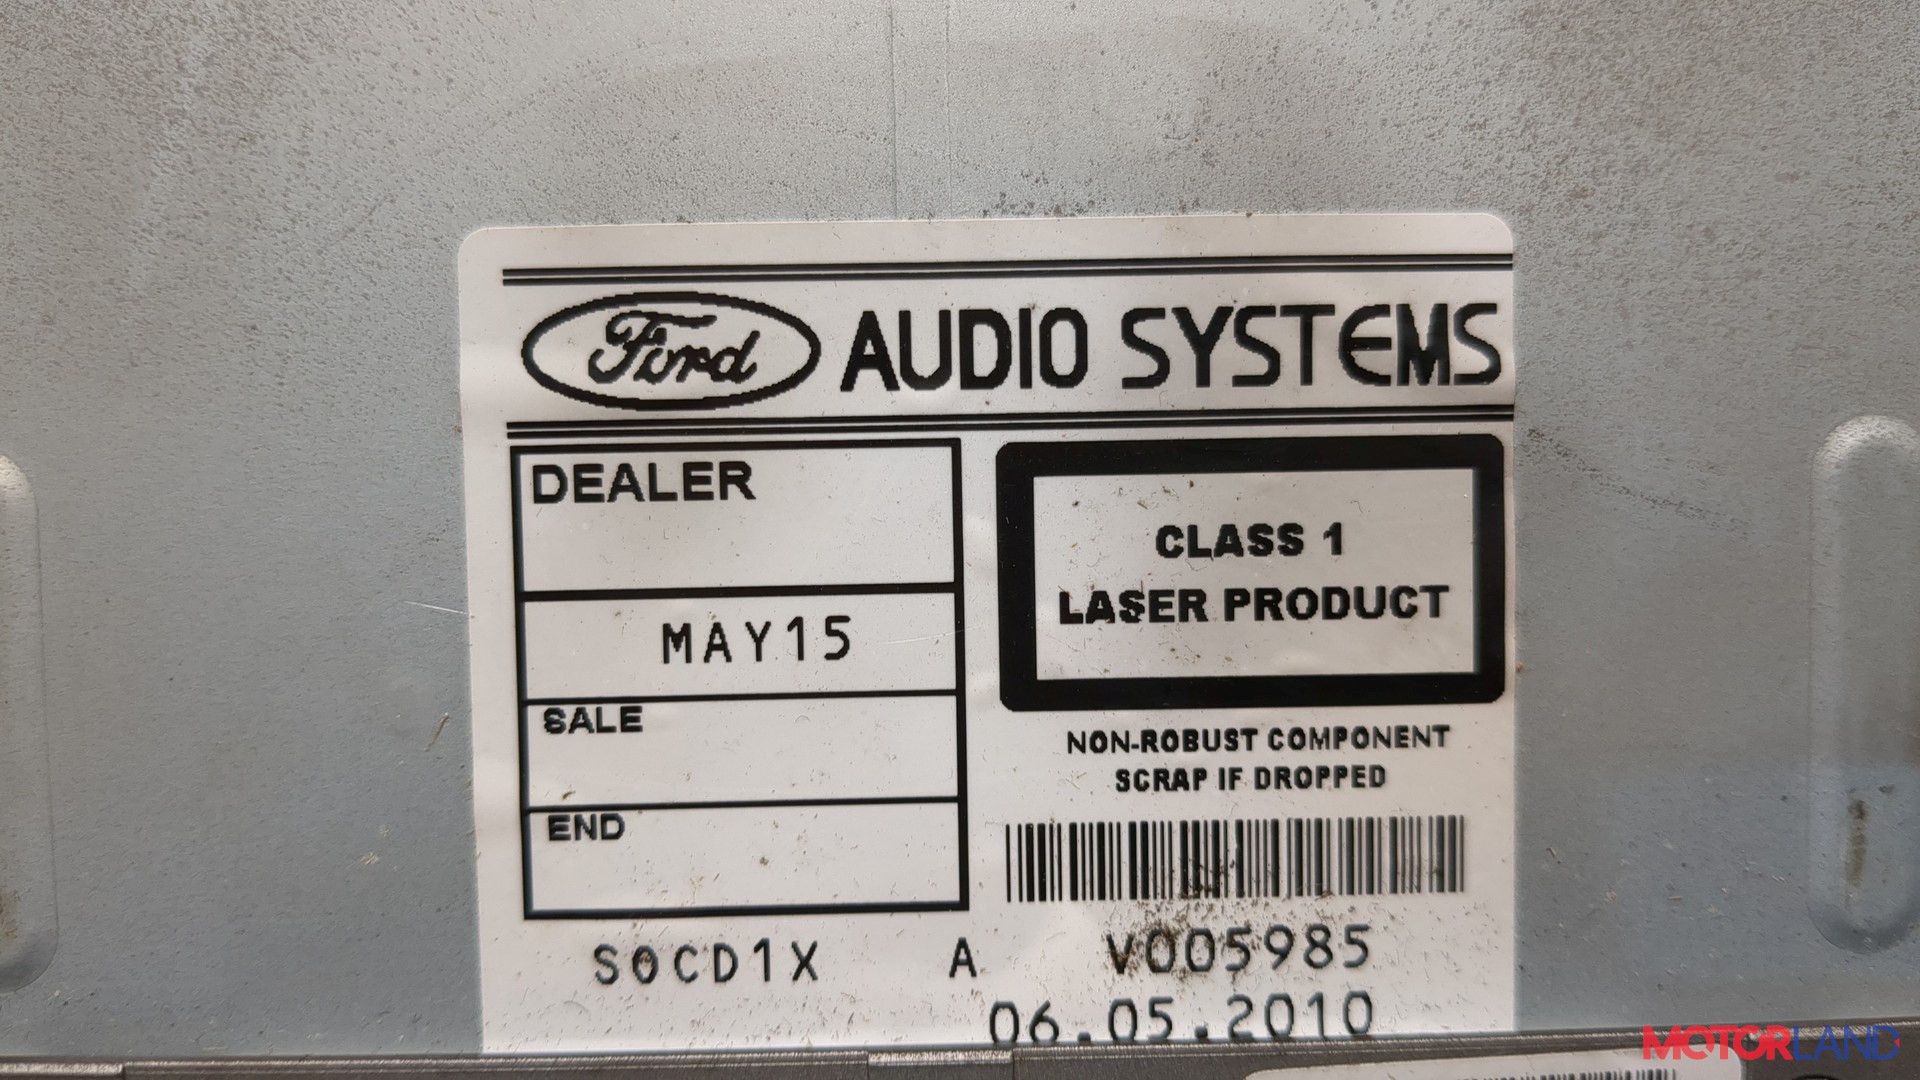 Ford AUDIO SYSTEMS
DEALER
MAY15
SALE
END
CLASS 1
LASER PRODUCT
NON-ROBUST COMPONENT
SCRAP IF DROPPED
S0CD1X A V005985
06.05.2010
MOTORLAND